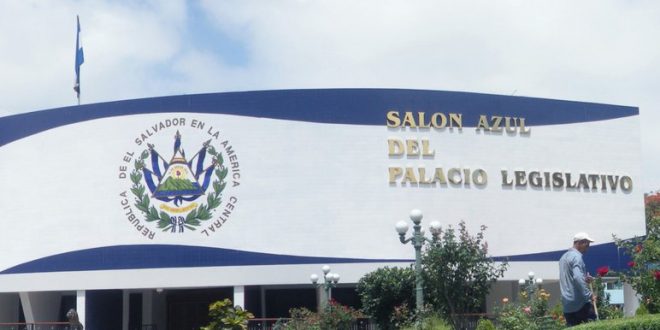 REPUBLICA DE EL SALVADOR EN LA AMERICA CENTRAL
SALON AZUL
DEL
PALACIO LEGISLATIVO